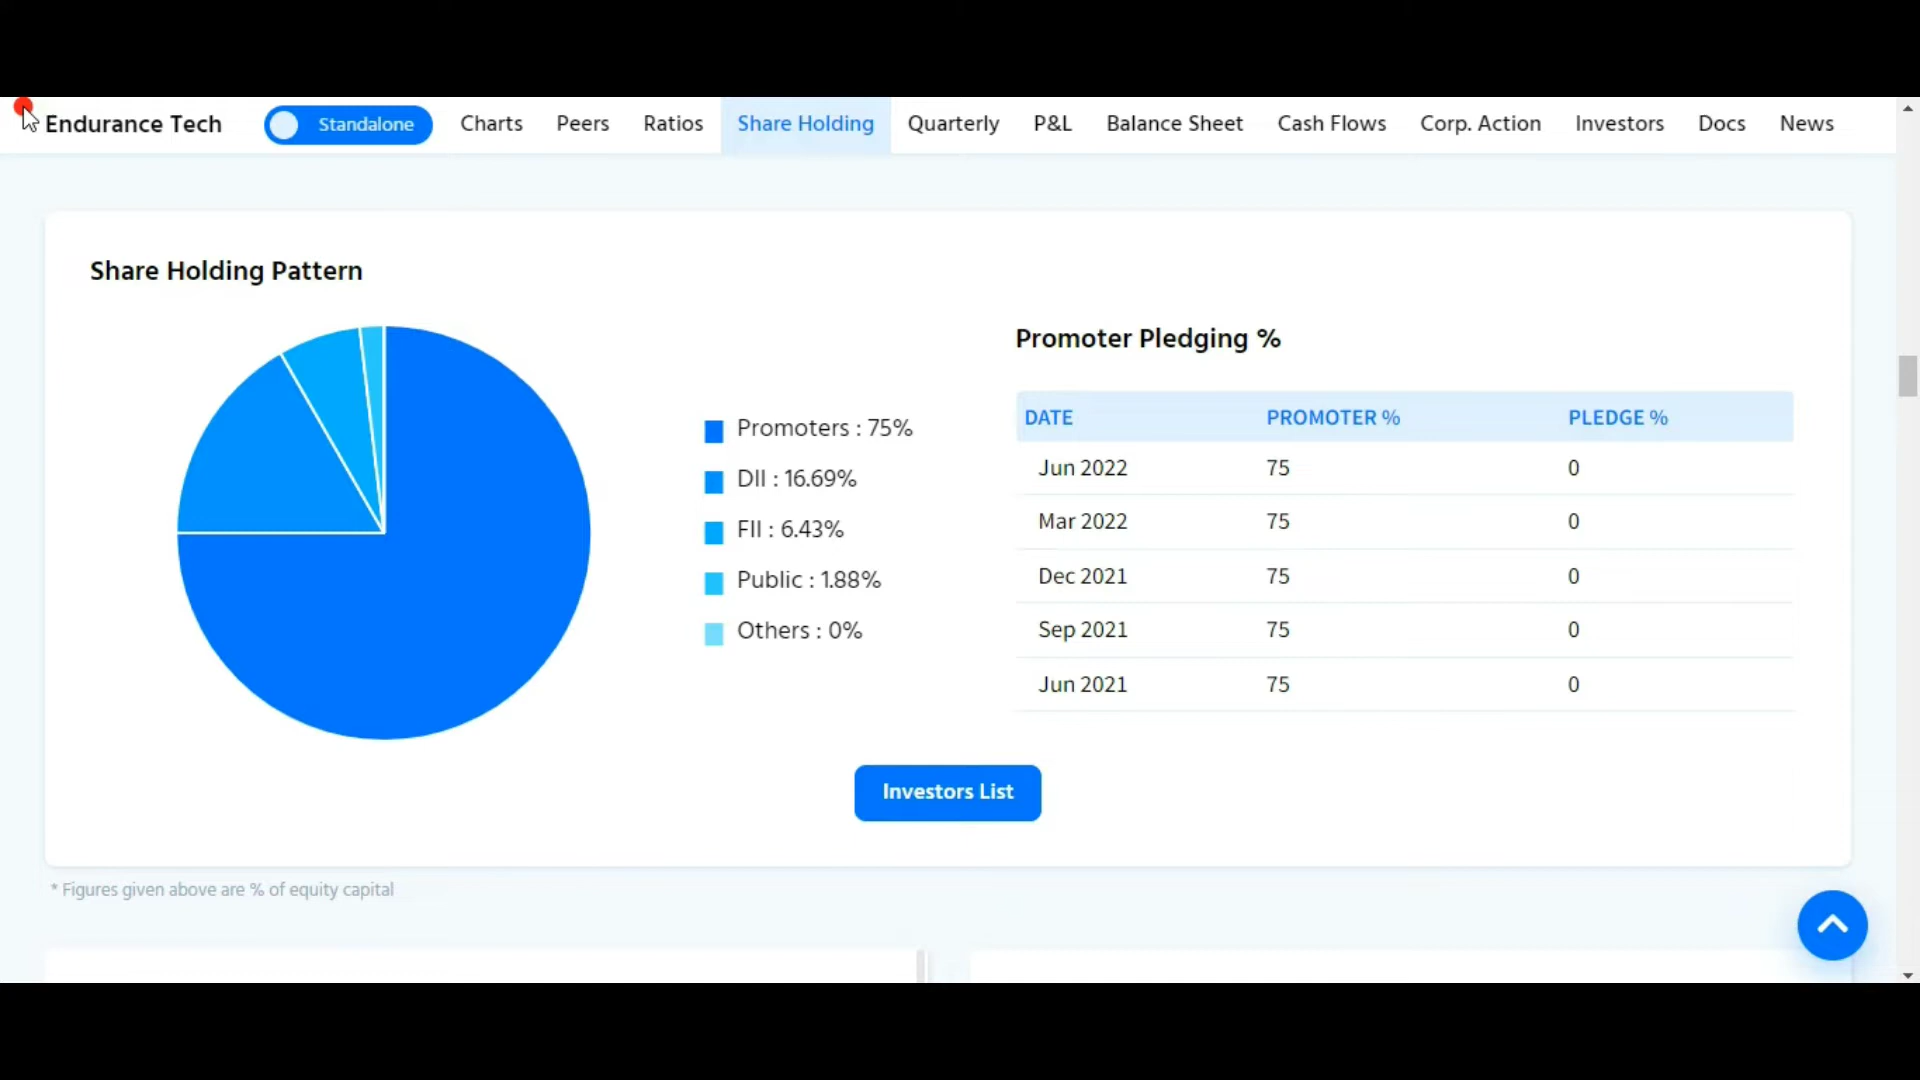 Endurance Tech Standalone Charts Peers Ratios Share Holding Quarterly P&L Balance Sheet Cash Flows Corp. Action Investors Docs News
Share Holding Pattern
Promoters : 75%
DII : 16.69%
FII : 6.43%
Public : 1.88%
Others : 0%
Promoter Pledging %
DATE PROMOTER % PLEDGE %
Jun 2022 75 0
Mar 2022 75 0
Dec 2021 75 0
Sep 2021 75 0
Jun 2021 75 0
Investors List
* Figures given above are % of equity capital